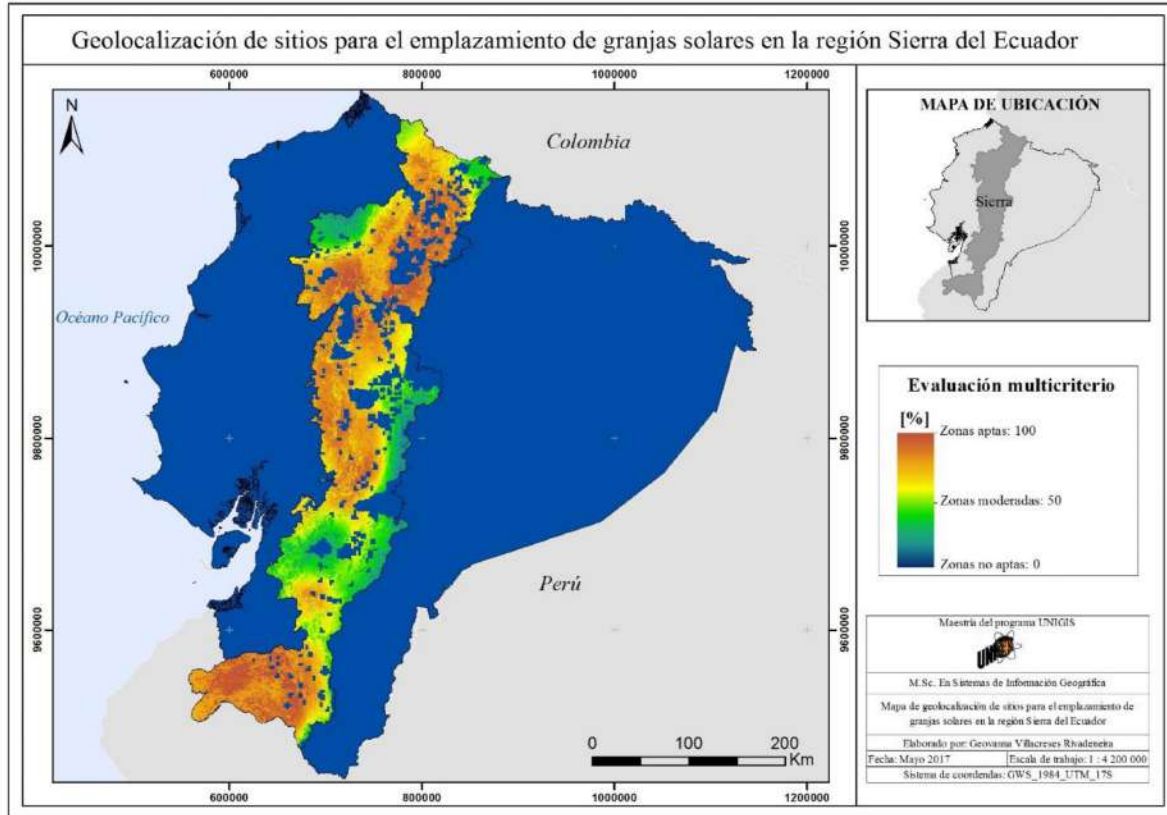 Geolocalización de sitios para el emplazamiento de granjas solares en la región Sierra del Ecuador
600000 800000 1000000 1200000
N
Colombia
Océano Pacífico
Perú
10000000
9800000
9600000
10000000
9800000
9600000
0 100 200
Km
600000 800000 1000000 1200000
MAPA DE UBICACIÓN
Sierra
Evaluación multicriterio
[%]
Zonas aptas: 100
Zonas moderadas: 50
Zonas no aptas: 0
Maestría del programa UNIGIS
M.Sc. En Sistemas de Información Geográfica
Mapa de geolocalización de sitios para el emplazamiento de
granjas solares en la región Sierra del Ecuador
Elaborado por: Geovanna Villacreses Rivadeneira
Fecha: Mayo 2017 Escala de trabajo: 1 : 4 200 000
Sistema de coordendas: GWS_1984_UTM_17S